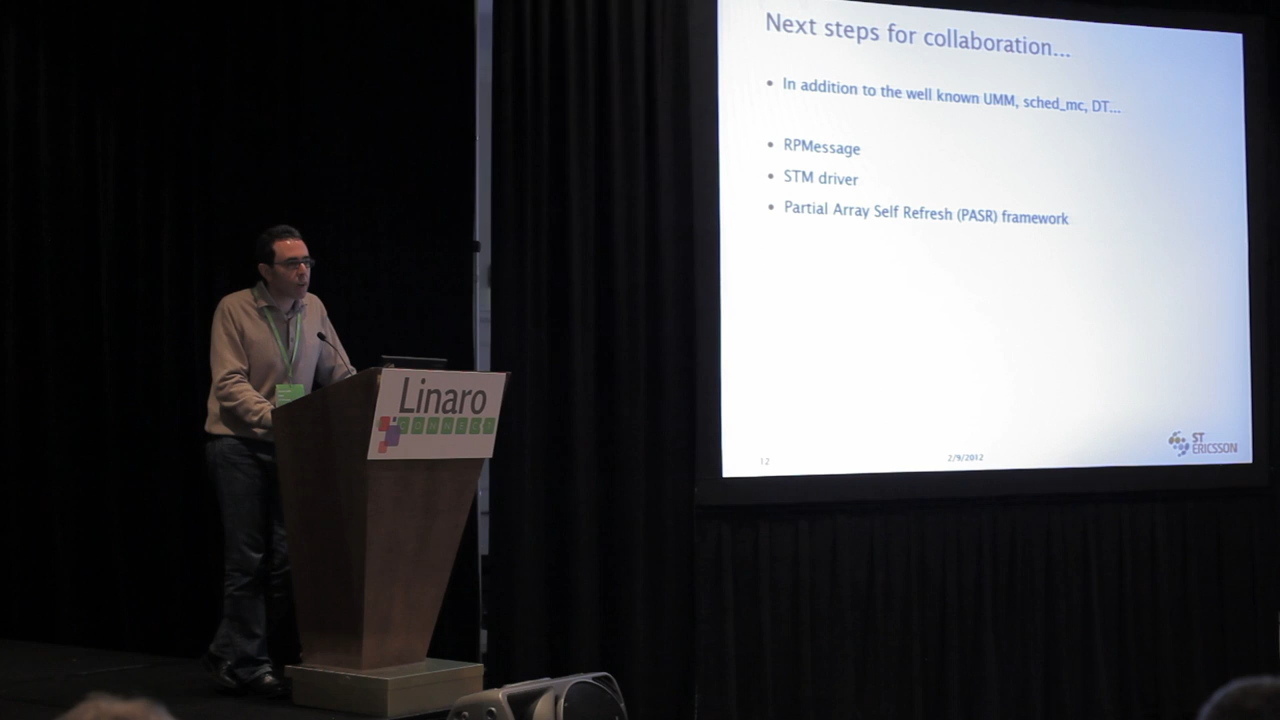 Next steps for collaboration...
• In addition to the well known UMM, sched_mc, DT...
• RPMessage
• STM driver
• Partial Array Self Refresh (PASR) framework
12
2/9/2012
ST
ERICSSON
Linaro
CONNECT